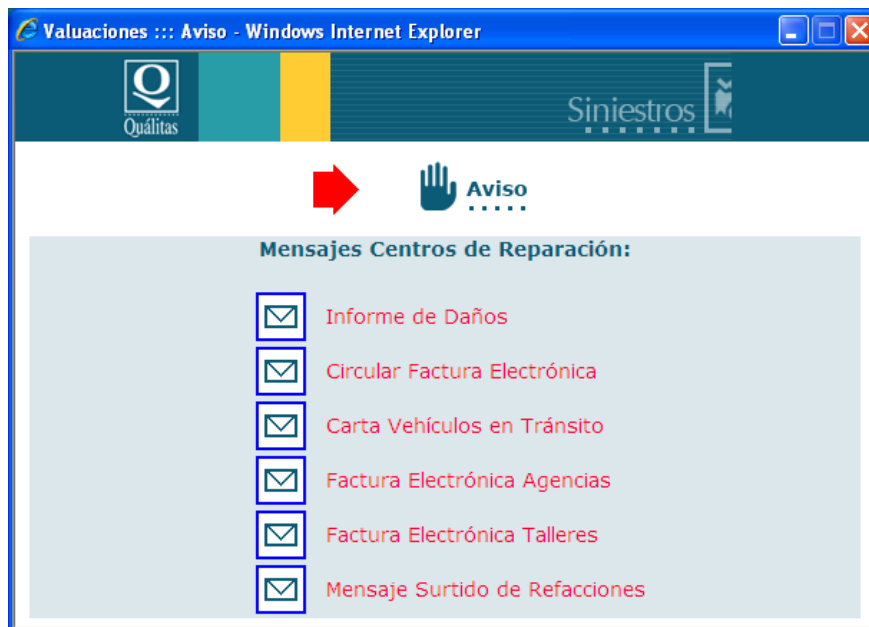 Valuaciones ::: Aviso - Windows Internet Explorer
Quálitas
Siniestros
Aviso
Mensajes Centros de Reparación:
Informe de Daños
Circular Factura Electrónica
Carta Vehículos en Tránsito
Factura Electrónica Agencias
Factura Electrónica Talleres
Mensaje Surtido de Refacciones